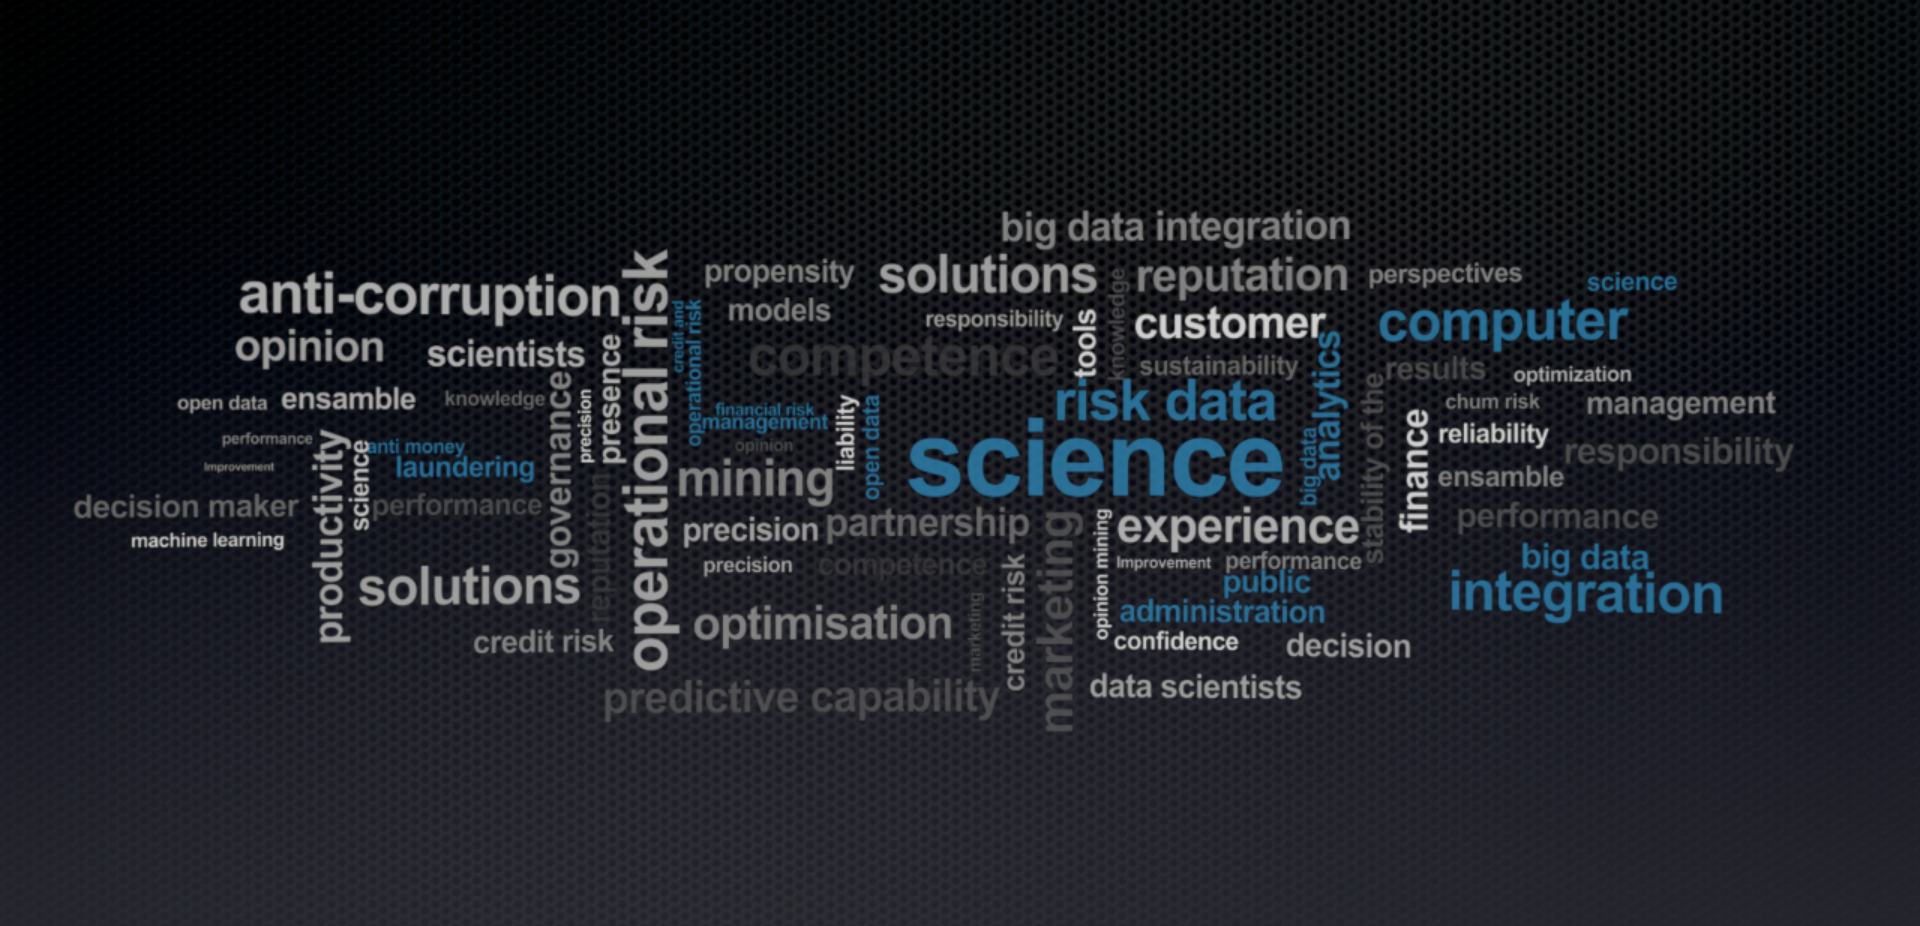 big data integration
anti-corruption
operational risk
propensity
models
solutions
reputation
perspectives
science
computer
opinion
scientists
presence
credit and
operational risk
responsibility
tools
knowledge
customer
competence
sustainability
analytics
results
optimization
open data
ensamble
knowledge
governance
precision
financial risk
management
liability
open data
risk data
science
big data
stability of the
finance
chum risk
management
reliability
responsibility
performance
Improvement
productivity
science
anti money
laundering
opinion
mining
ensamble
decision maker
performance
reputation
precision
partnership
marketing
opinion mining
experience
performance
machine learning
solutions
precision
competence
credit risk
Improvement
performance
public
administration
big data
integration
credit risk
optimisation
marketing
confidence
decision
predictive capability
data scientists